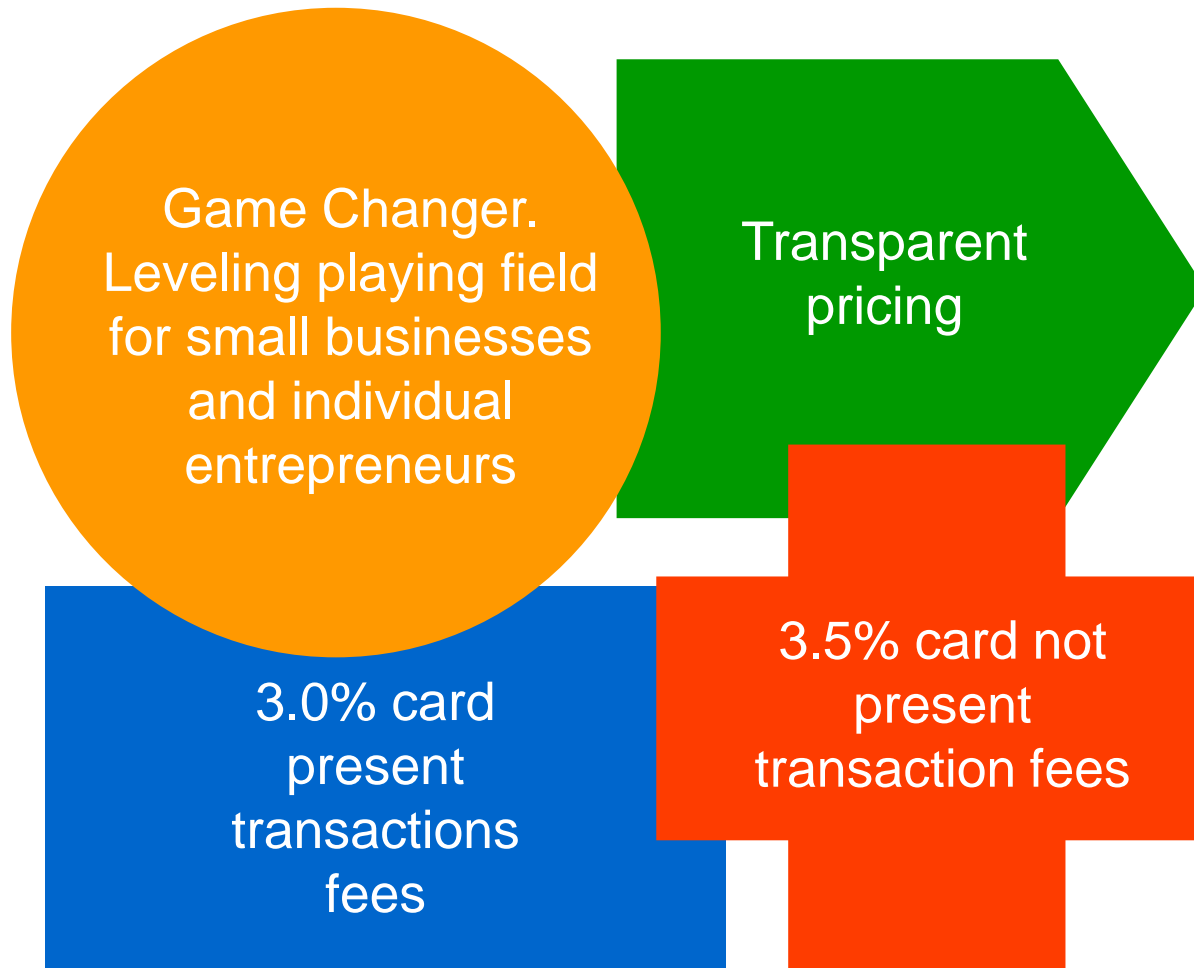 Game Changer.
Leveling playing field
for small businesses
and individual
entrepreneurs
Transparent
pricing
3.0% card
present
transactions
fees
3.5% card not
present
transaction fees